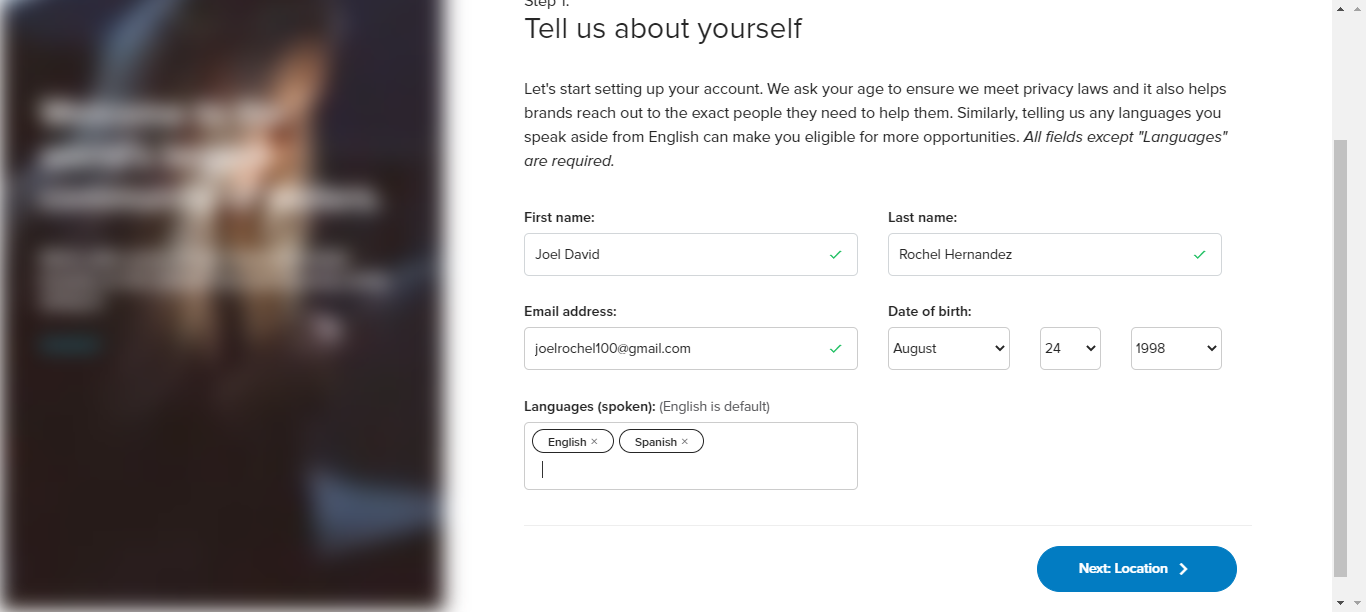 Step 1:
Tell us about yourself
Let's start setting up your account. We ask your age to ensure we meet privacy laws and it also helps
brands reach out to the exact people they need to help them. Similarly, telling us any languages you
speak aside from English can make you eligible for more opportunities. All fields except "Languages"
are required.
First name: Last name:
Joel David Rochel Hernandez
Email address: Date of birth:
joelrochel100@gmail.com August 24 1998
Languages (spoken): (English is default)
English × Spanish ×
Next: Location